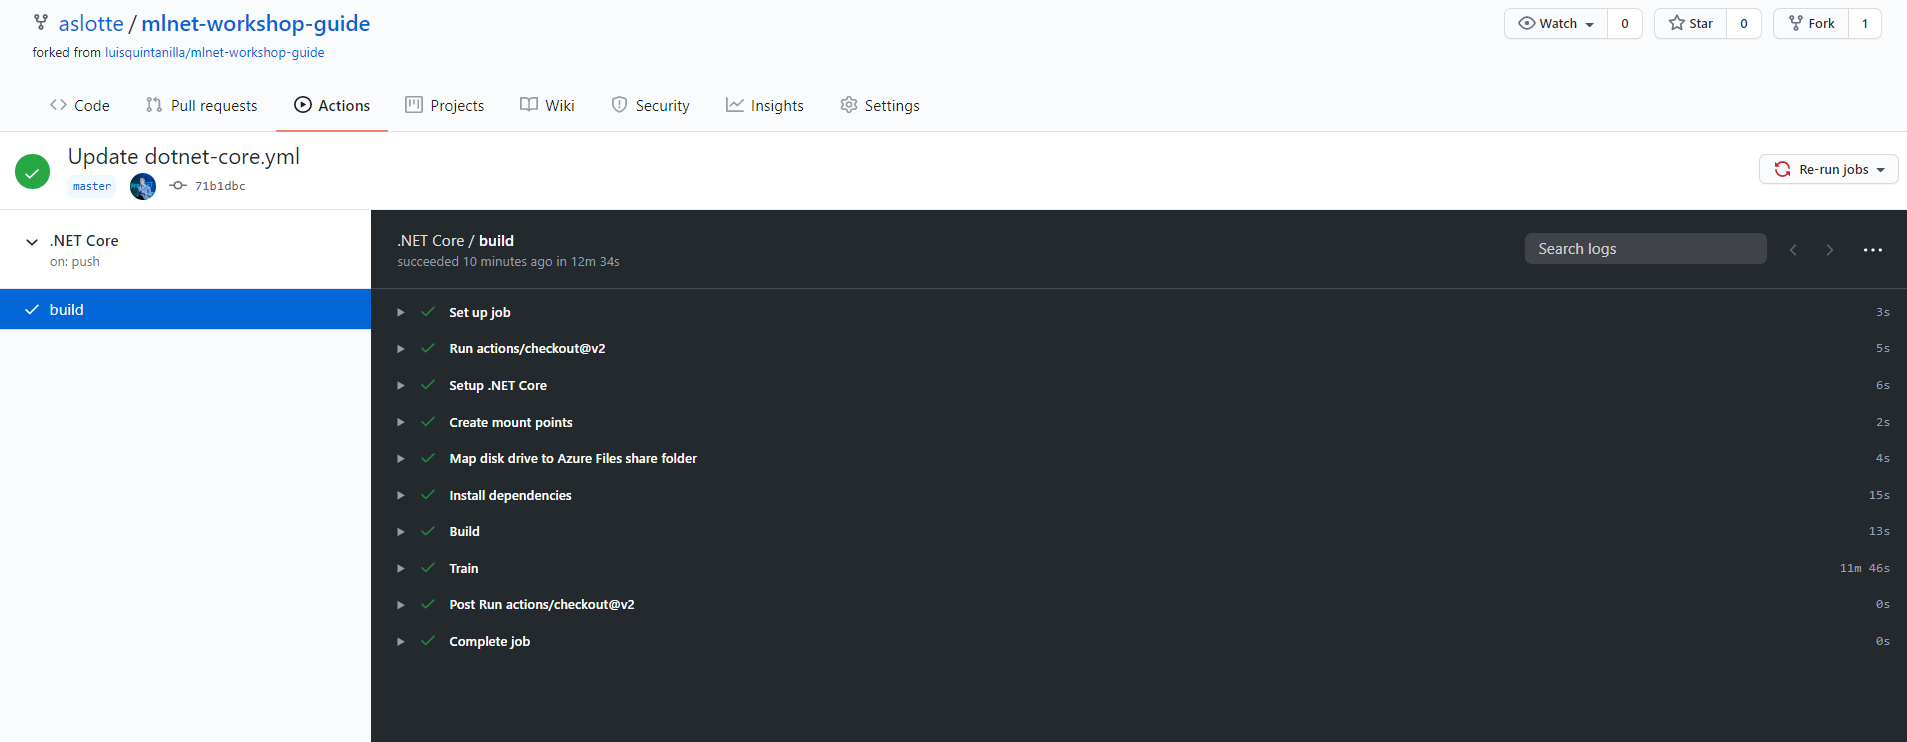 aslotte / mlnet-workshop-guide
Watch 0 Star 0 Fork 1
forked from luisquintanilla/mlnet-workshop-guide
Code Pull requests Actions Projects Wiki Security Insights Settings
Update dotnet-core.yml
master 71b1dbc
Re-run jobs
.NET Core
on: push
build
.NET Core / build
succeeded 10 minutes ago in 12m 34s
Search logs
Set up job 3s
Run actions/checkout@v2 5s
Setup .NET Core 6s
Create mount points 2s
Map disk drive to Azure Files share folder 4s
Install dependencies 15s
Build 13s
Train 11m 46s
Post Run actions/checkout@v2 0s
Complete job 0s